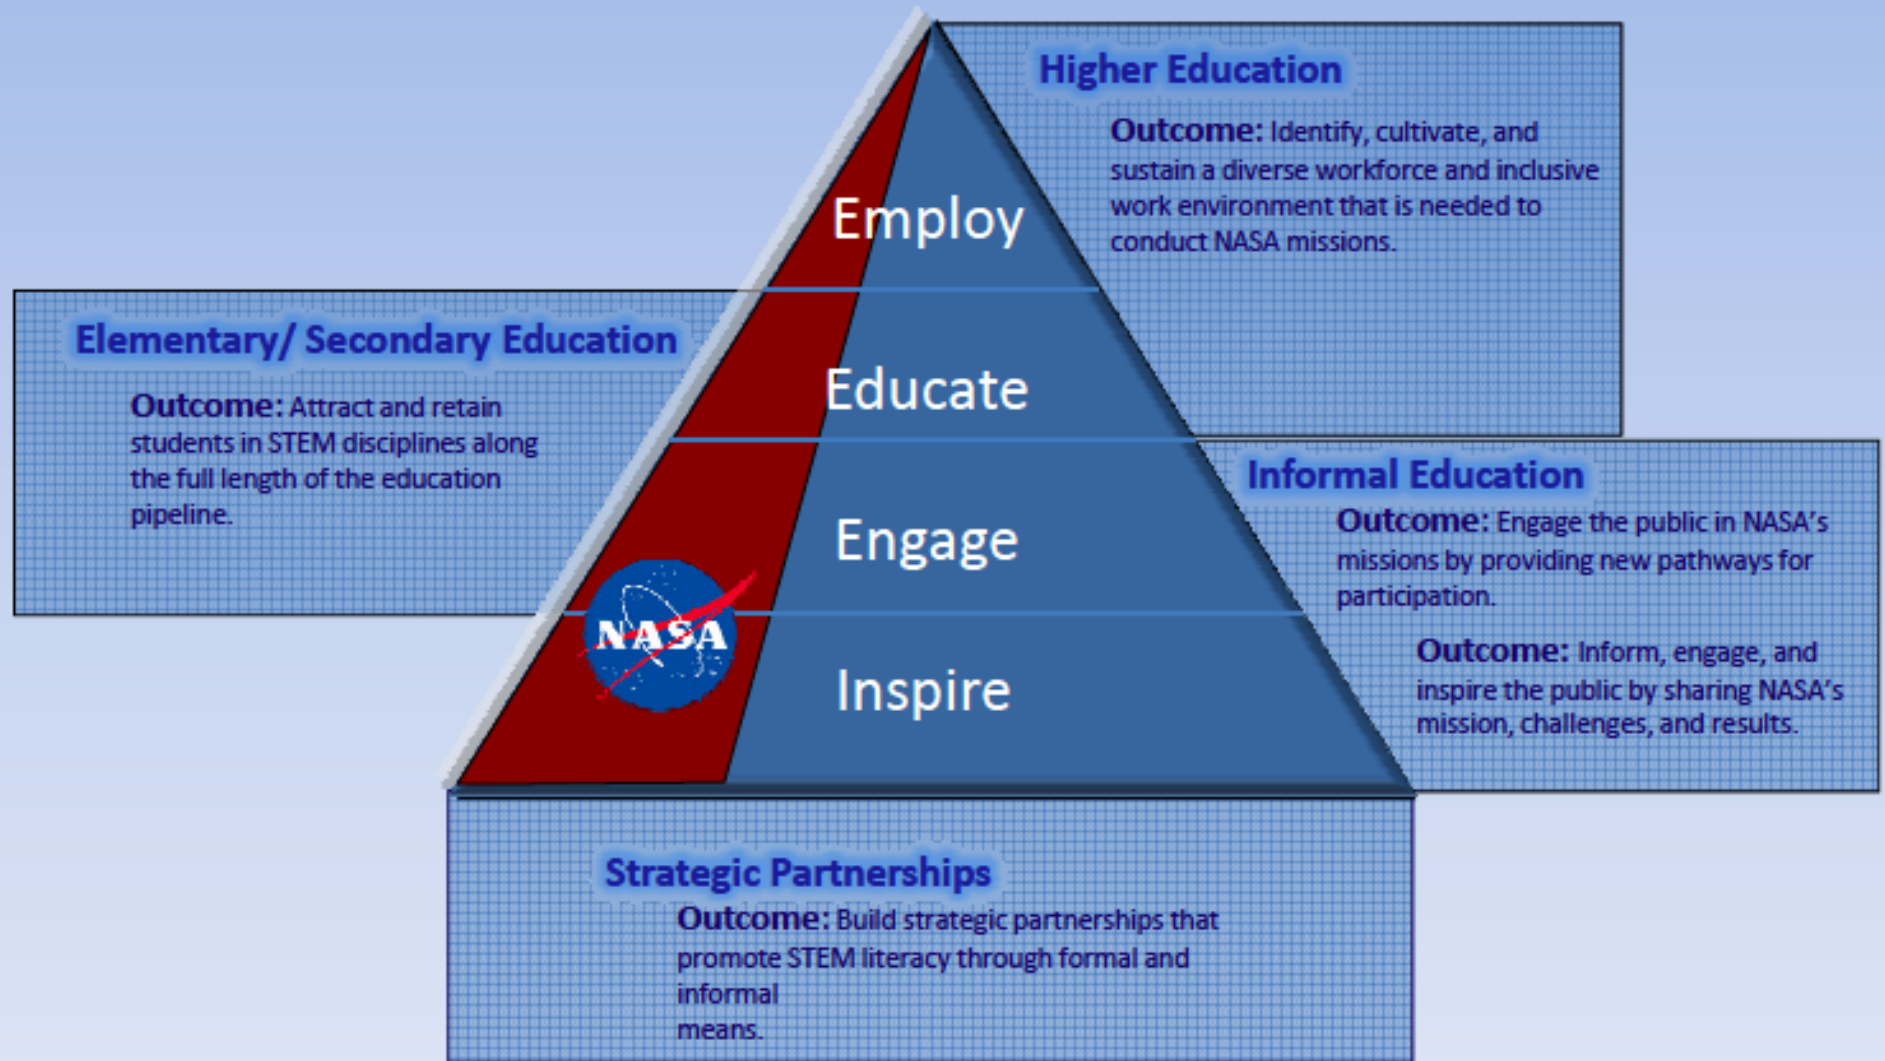 Higher Education
Outcome: Identify, cultivate, and
sustain a diverse workforce and inclusive
work environment that is needed to
conduct NASA missions.
Employ
Elementary/ Secondary Education
Outcome: Attract and retain
students in STEM disciplines along
the full length of the education
pipeline.
Educate
Engage
Informal Education
Outcome: Engage the public in NASA's
missions by providing new pathways for
participation.
Outcome: Inform, engage, and
inspire the public by sharing NASA's
mission, challenges, and results.
NASA
Inspire
Strategic Partnerships
Outcome: Build strategic partnerships that
promote STEM literacy through formal and
informal
means.